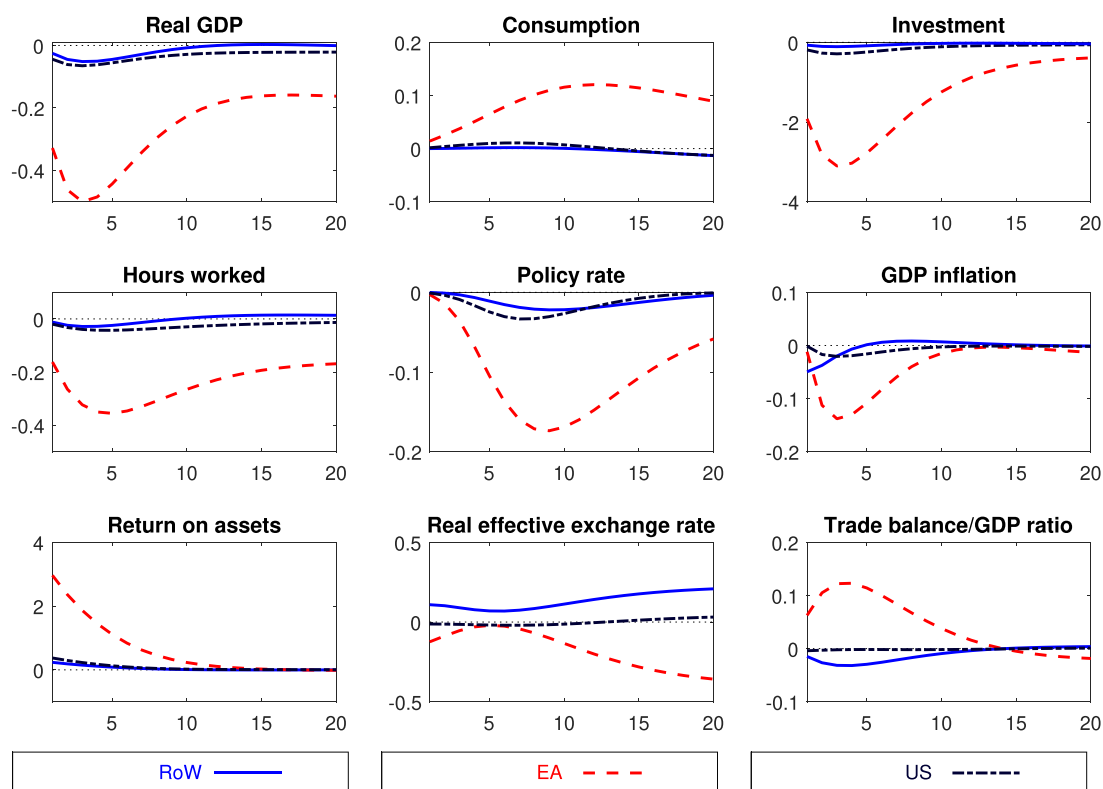 Real GDP
0
-0.2
-0.4
5 10 15 20
Consumption
0.2
0.1
0
-0.1
5 10 15 20
Investment
0
-2
-4
5 10 15 20
Hours worked
0
-0.2
-0.4
5 10 15 20
Policy rate
0
-0.1
-0.2
5 10 15 20
GDP inflation
0.1
0
-0.1
-0.2
5 10 15 20
Return on assets
4
2
0
5 10 15 20
Real effective exchange rate
0.5
0
-0.5
5 10 15 20
Trade balance/GDP ratio
0.2
0.1
0
-0.1
5 10 15 20
RoW
EA
US